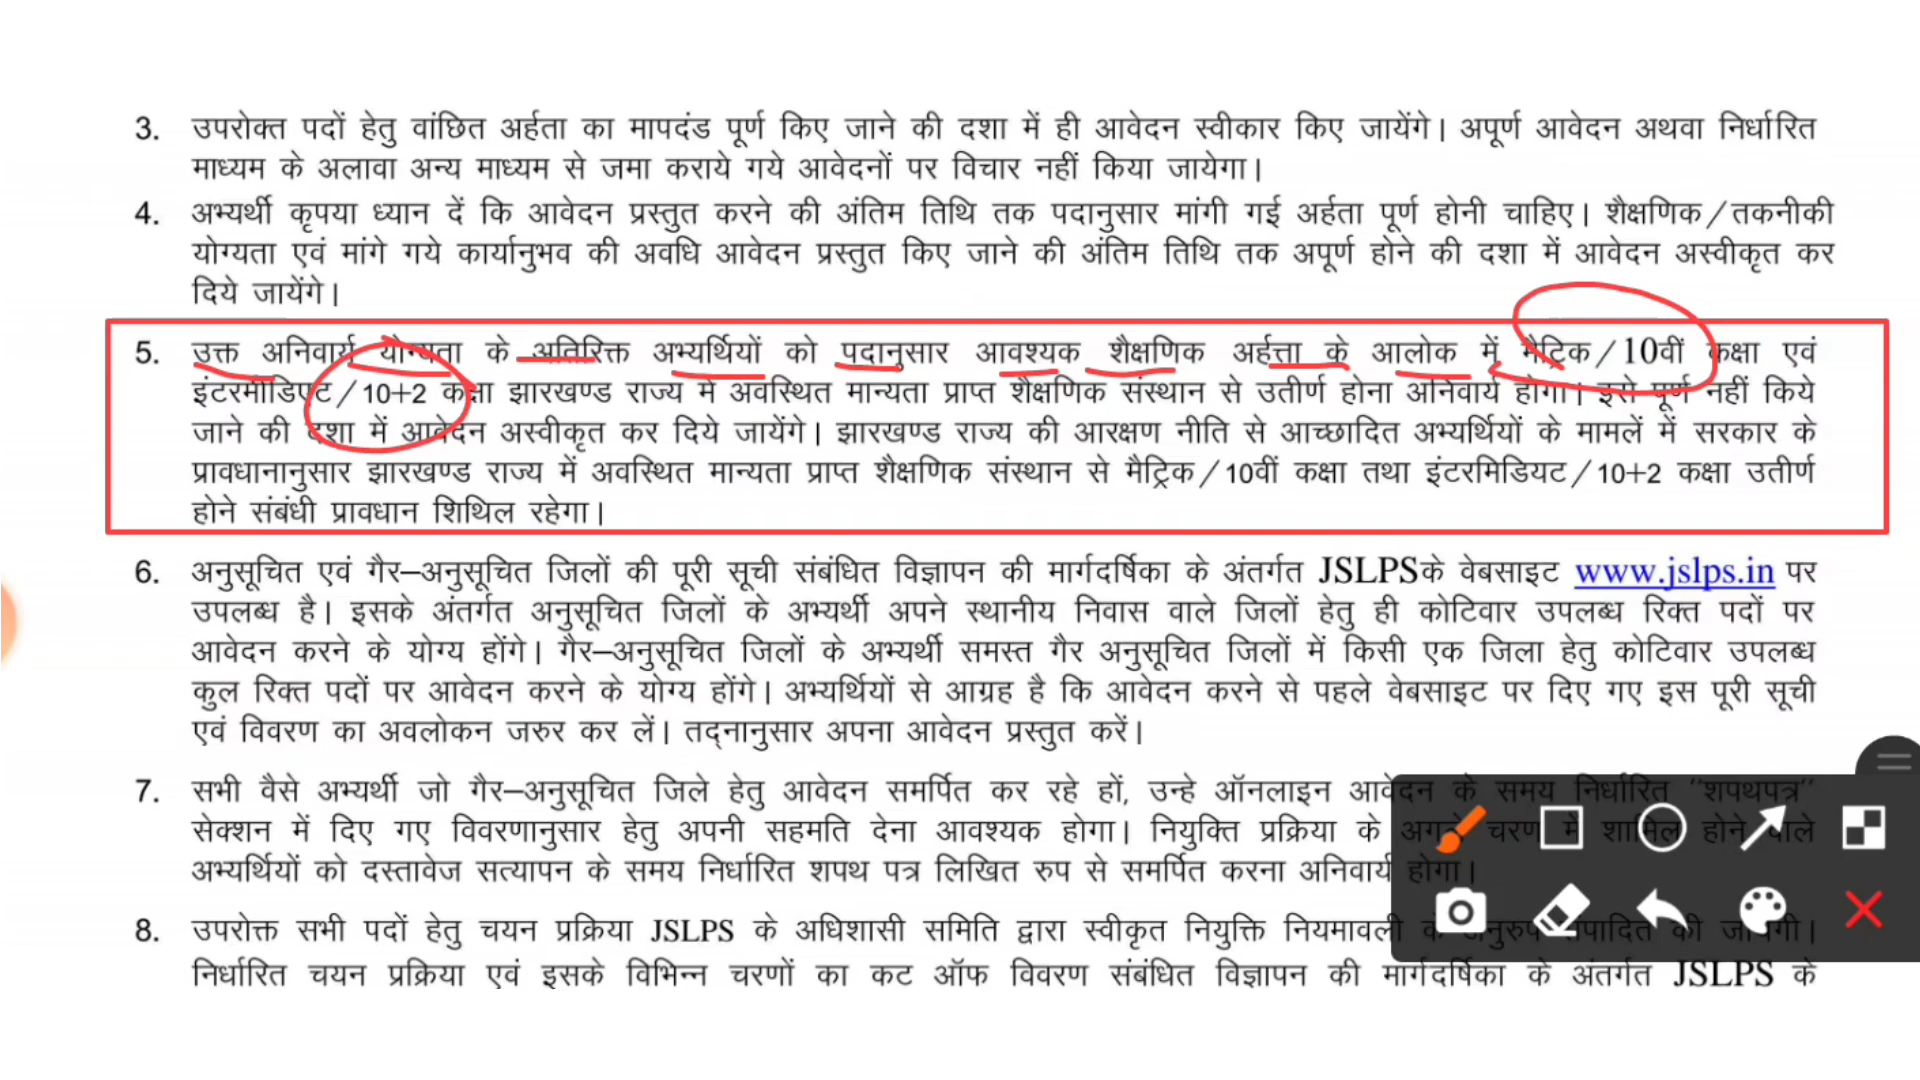 3. उपरोक्त पदों हेतु वांछित अर्हता का मापदंड पूर्ण किए जाने की दशा में ही आवेदन स्वीकार किए जायेंगे। अपूर्ण आवेदन अथवा निर्धारित
माध्यम के अलावा अन्य माध्यम से जमा कराये गये आवेदनों पर विचार नहीं किया जायेगा।
4. अभ्यर्थी कृपया ध्यान दें कि आवेदन प्रस्तुत करने की अंतिम तिथि तक पदानुसार मांगी गई अर्हता पूर्ण होनी चाहिए। शैक्षणिक/तकनीकी
योग्यता एवं मांगे गये कार्यानुभव की अवधि आवेदन प्रस्तुत किए जाने की अंतिम तिथि तक अपूर्ण होने की दशा में आवेदन अस्वीकृत कर
दिये जायेंगे।
5. उक्त अनिवार्य योग्यता के अतिरिक्त अभ्यर्थियों को पदानुसार आवश्यक शैक्षणिक अर्हत्ता के आलोक में मैट्रिक/10वीं कक्षा एवं
इंटरमीडिएट/10+2 कक्षा झारखण्ड राज्य में अवस्थित मान्यता प्राप्त शैक्षणिक संस्थान से उतीर्ण होना अनिवार्य होगा। इसे पूर्ण नहीं किये
जाने की दशा में आवेदन अस्वीकृत कर दिये जायेंगे। झारखण्ड राज्य की आरक्षण नीति से आच्छादित अभ्यर्थियों के मामलें में सरकार के
प्रावधानानुसार झारखण्ड राज्य में अवस्थित मान्यता प्राप्त शैक्षणिक संस्थान से मैट्रिक/10वीं कक्षा तथा इंटरमिडियट/10+2 कक्षा उतीर्ण
होने संबंधी प्रावधान शिथिल रहेगा।
6. अनुसूचित एवं गैर–अनुसूचित जिलों की पूरी सूची संबंधित विज्ञापन की मार्गदर्षिका के अंतर्गत JSLPSके वेबसाइट www.jslps.in पर
उपलब्ध है। इसके अंतर्गत अनुसूचित जिलों के अभ्यर्थी अपने स्थानीय निवास वाले जिलों हेतु ही कोटिवार उपलब्ध रिक्त पदों पर
आवेदन करने के योग्य होंगे। गैर–अनुसूचित जिलों के अभ्यर्थी समस्त गैर अनुसूचित जिलों में किसी एक जिला हेतु कोटिवार उपलब्ध
कुल रिक्त पदों पर आवेदन करने के योग्य होंगे। अभ्यर्थियों से आग्रह है कि आवेदन करने से पहले वेबसाइट पर दिए गए इस पूरी सूची
एवं विवरण का अवलोकन जरुर कर लें। तद्नानुसार अपना आवेदन प्रस्तुत करें।
7. सभी वैसे अभ्यर्थी जो गैर–अनुसूचित जिले हेतु आवेदन समर्पित कर रहे हों, उन्हे ऑनलाइन आवेदन के समय निर्धारित "शपथपत्र"
सेक्शन में दिए गए विवरणानुसार हेतु अपनी सहमति देना आवश्यक होगा। नियुक्ति प्रक्रिया के अगले चरण में शामिल होने वाले
अभ्यर्थियों को दस्तावेज सत्यापन के समय निर्धारित शपथ पत्र लिखित रुप से समर्पित करना अनिवार्य होगा।
8. उपरोक्त सभी पदों हेतु चयन प्रक्रिया JSLPS के अधिशासी समिति द्वारा स्वीकृत नियुक्ति नियमावली के अनुरुप संपादित की जायेगी।
निर्धारित चयन प्रक्रिया एवं इसके विभिन्न चरणों का कट ऑफ विवरण संबंधित विज्ञापन की मार्गदर्षिका के अंतर्गत JSLPS के